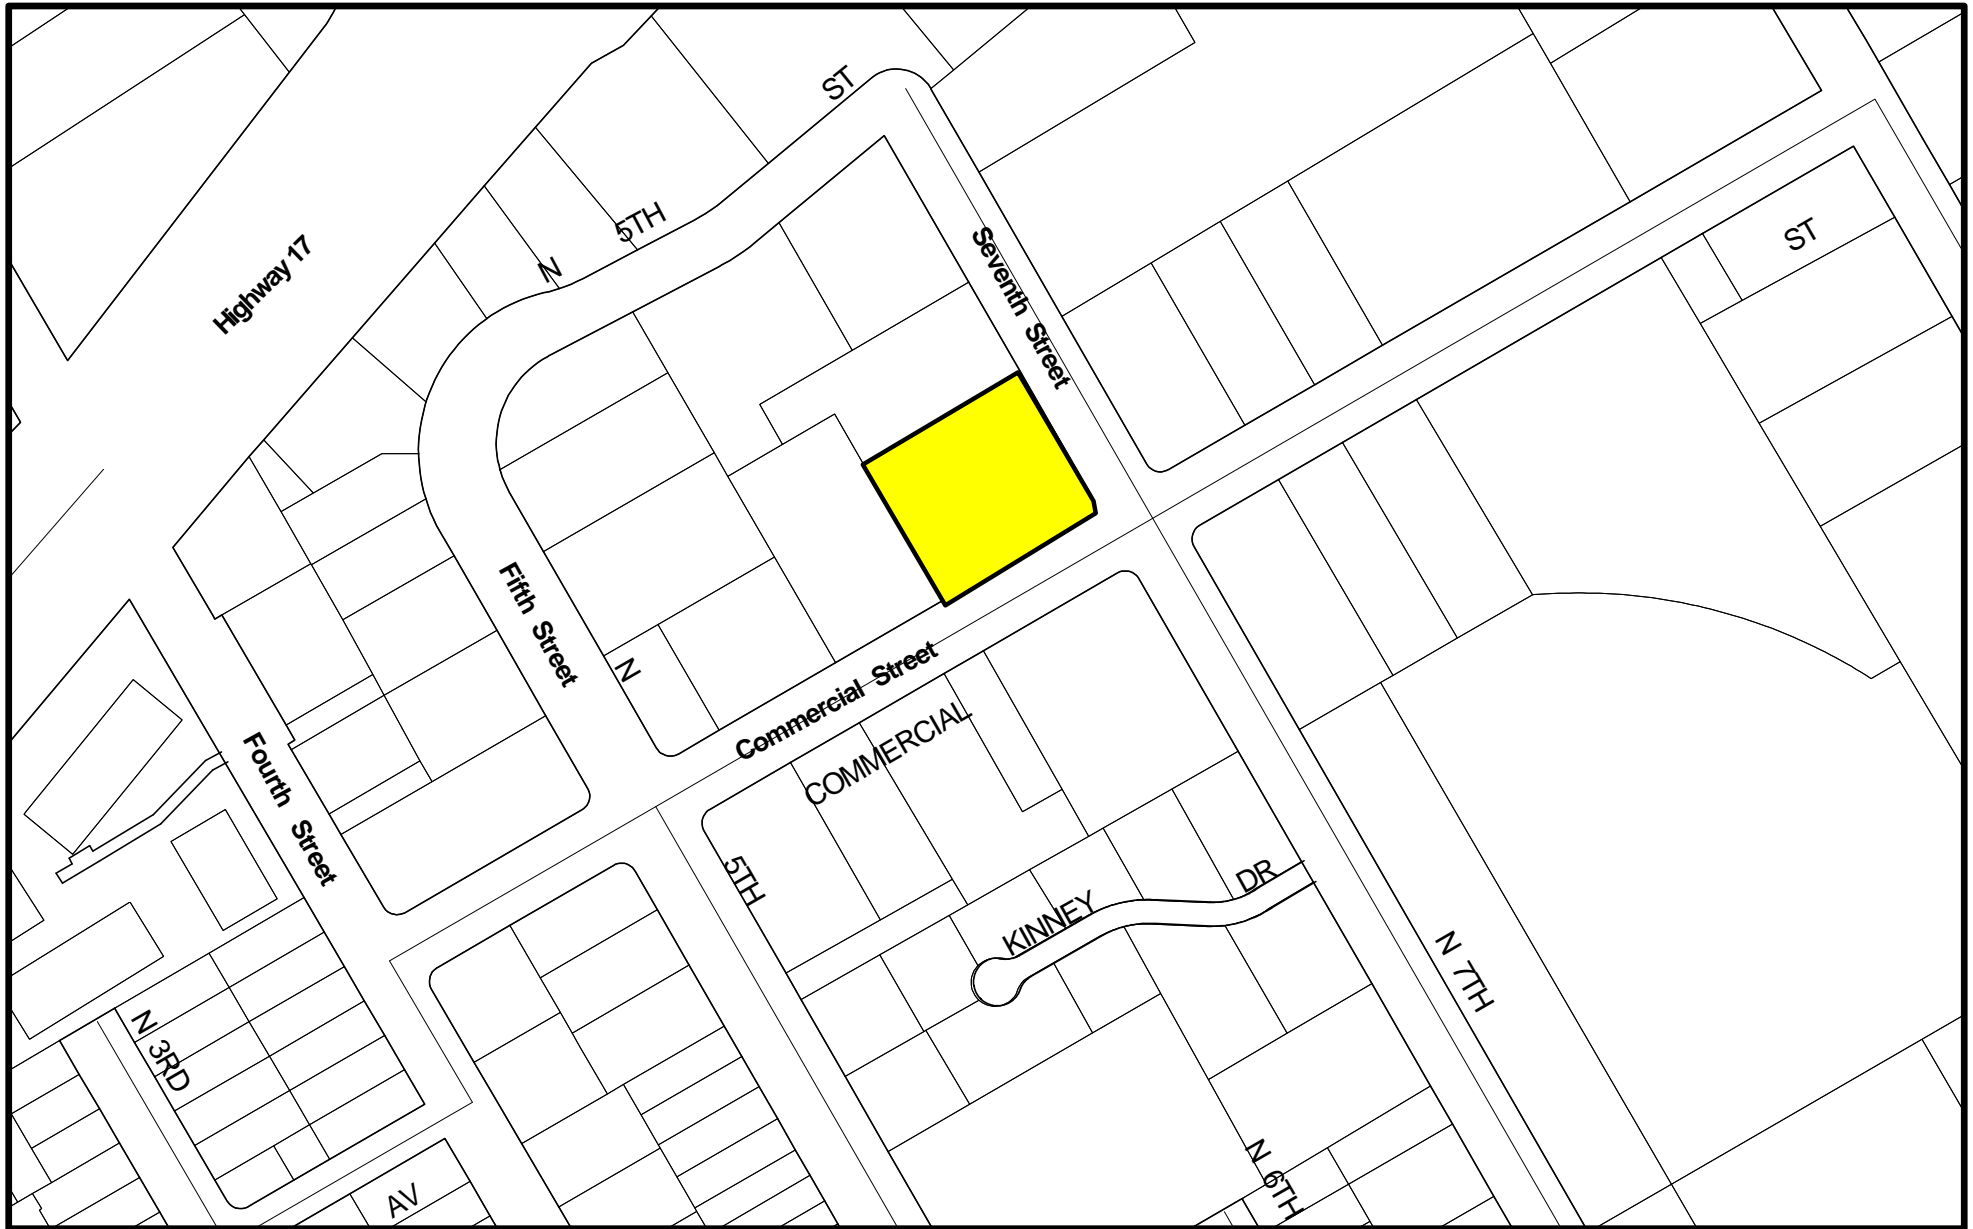 ST
5TH
N
Highway 17
Seventh Street
ST
Fifth Street
N
Commercial Street
COMMERCIAL
Fourth Street
5TH
DR
KINNEY
N 7TH
N 3RD
N 6TH
AV